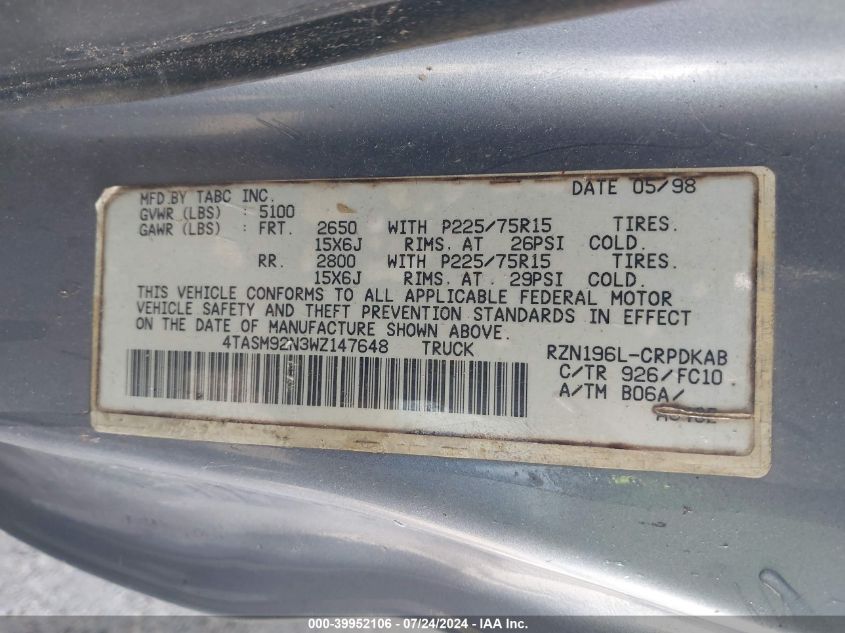 MFD.BY TABC INC. DATE 05/98
GVWR (LBS) : 5100
GAWR (LBS) : FRT. 2650 WITH P225/75R15 TIRES.
15X6J RIMS. AT 26PSI COLD.
RR. 2800 WITH P225/75R15 TIRES.
15X6J RIMS. AT 29PSI COLD.
THIS VEHICLE CONFORMS TO ALL APPLICABLE FEDERAL MOTOR
VEHICLE SAFETY AND THEFT PREVENTION STANDARDS IN EFFECT
ON THE DATE OF MANUFACTURE SHOWN ABOVE.
4TASM92N3WZ147648 TRUCK RZN196L-CRPDKAB
C/TR 926/FC10
A/TM B06A/
000-39952106 - 07/24/2024 - IAA Inc.